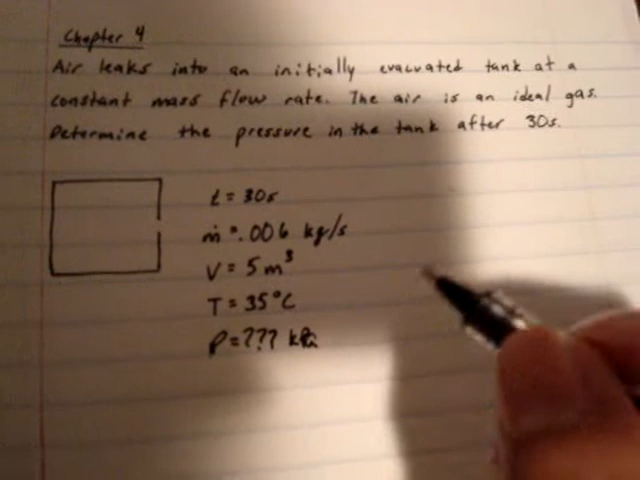 Chapter 4
Air leaks into an initially evacuated tank at a
constant mass flow rate. The air is an ideal gas.
Determine the pressure in the tank after 30s.
t = 30s
ṁ = .006 kg/s
V = 5 m³
T = 35°C
P = ??? kPa